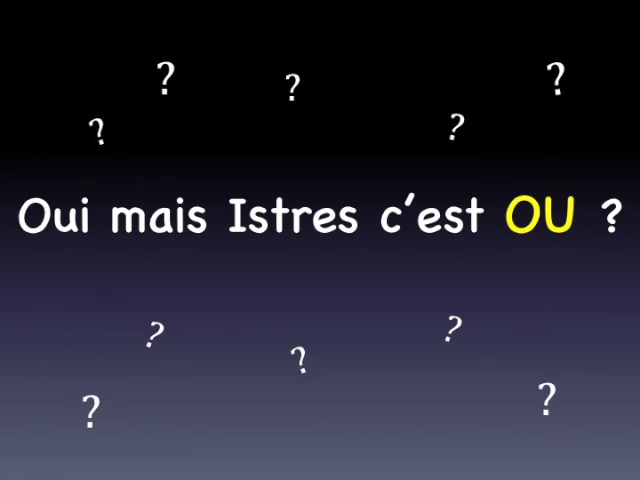 ? ? ?
? ?
Oui mais Istres c’est OU ?
? ?
?
? ?